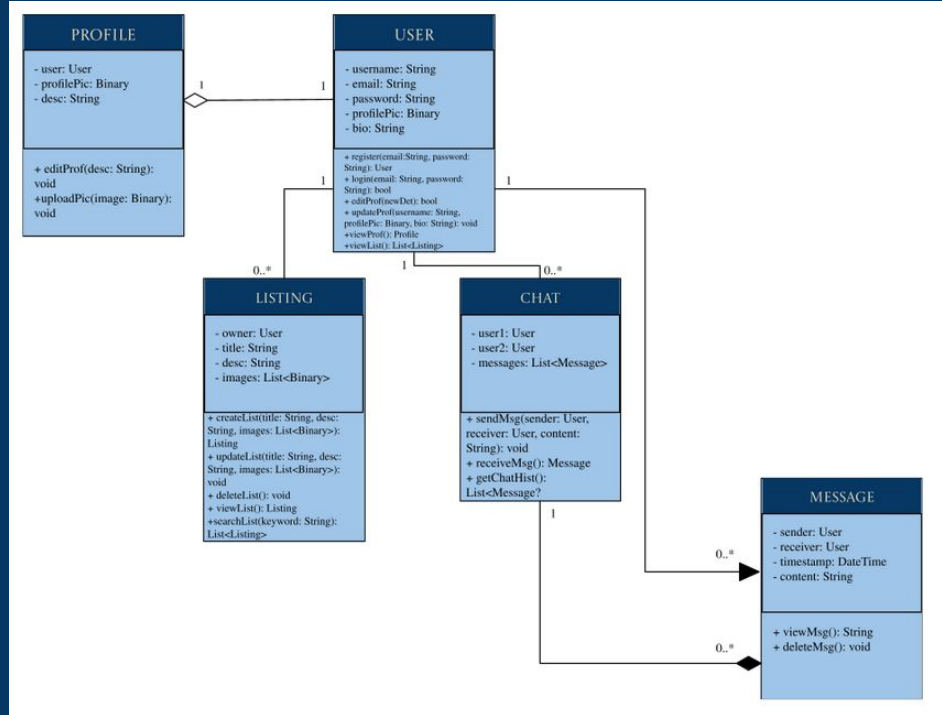 PROFILE
- user: User
- profilePic: Binary
- desc: String
+ editProf(desc: String):
void
+uploadPic(image: Binary):
void
1
1
USER
- username: String
- email: String
- password: String
- profilePic: Binary
- bio: String
+ register(email:String, password:
String): User
+ login(email: String, password:
String): bool
+ editProf(newDet): bool
+ updateProf(username: String,
profilePic: Binary, bio: String): void
+viewProf(): Profile
+viewList(): List<Listing>
1
1
1
0..*
0..*
LISTING
- owner: User
- title: String
- desc: String
- images: List<Binary>
+ createList(title: String, desc:
String, images: List<Binary>):
Listing
+ updateList(title: String, desc:
String, images: List<Binary>):
void
+ deleteList(): void
+ viewList(): Listing
+searchList(keyword: String):
List<Listing>
CHAT
- user1: User
- user2: User
- messages: List<Message>
+ sendMsg(sender: User,
receiver: User, content:
String): void
+ receiveMsg(): Message
+ getChatHist():
List<Message?
1
0..*
0..*
MESSAGE
- sender: User
- receiver: User
- timestamp: DateTime
- content: String
+ viewMsg(): String
+ deleteMsg(): void